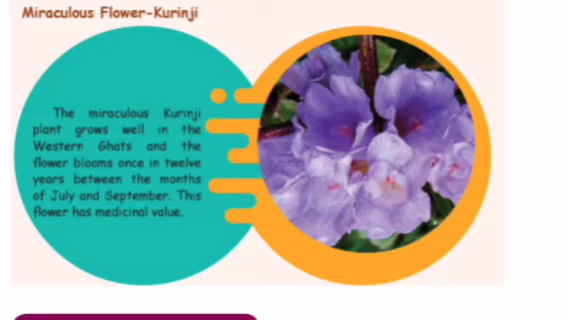 Miraculous Flower-Kurinji
The miraculous Kurinji
plant grows well in the
Western Ghats and the
flower blooms once in twelve
years between the months
of July and September. This
flower has medicinal value.